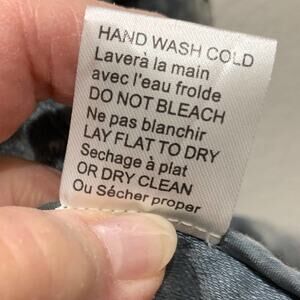 HAND WASH COLD
Laverà la main
avec l'eau frolde
DO NOT BLEACH
Ne pas blanchir
LAY FLAT TO DRY
Sechage à plat
OR DRY CLEAN
Ou Sécher proper